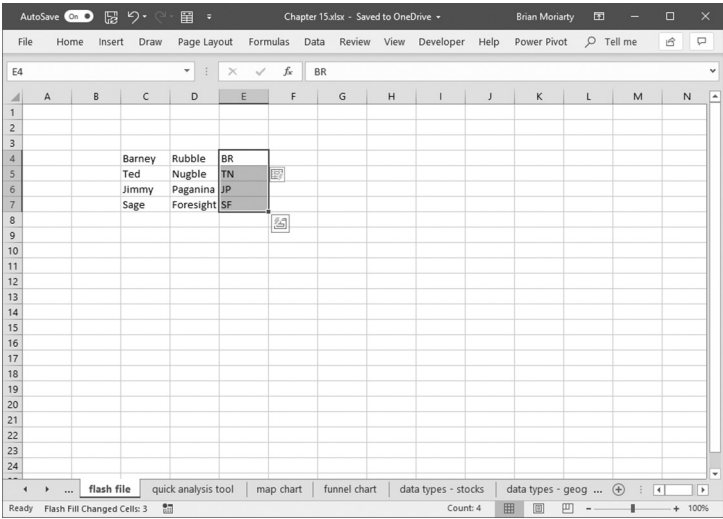 AutoSave On Chapter 15.xlsx - Saved to OneDrive Brian Moriarty
File Home Insert Draw Page Layout Formulas Data Review View Developer Help Power Pivot Tell me
E4 fx BR
A B C D E F G H I J K L M N
1
2
3
4 Barney Rubble BR
5 Ted Nugble TN
6 Jimmy Paganina JP
7 Sage Foresight SF
8
9
10
11
12
13
14
15
16
17
18
19
20
21
22
23
24
... flash file quick analysis tool map chart funnel chart data types - stocks data types - geog ...
Ready Flash Fill Changed Cells: 3 Count: 4 100%